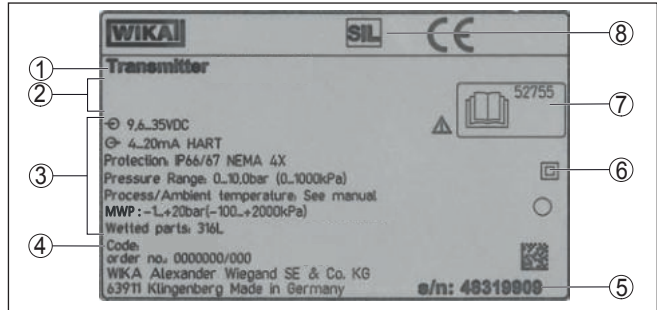 WIKAI
SIL
CE
8
1
Transmitter
2
52755
7
9,6...35VDC
4...20mA HART
3
Protection: IP66/67 NEMA 4X
Pressure Range: 0...10,0bar (0...1000kPa)
6
Process/Ambient temperature: See manual
MWP : -1...+20bar(-100...+2000kPa)
Wetted parts: 316L
4
Code:
order no.: 0000000/000
WIKA Alexander Wiegand SE & Co. KG
63911 Klingenberg Made in Germany
s/n: 48319909
5